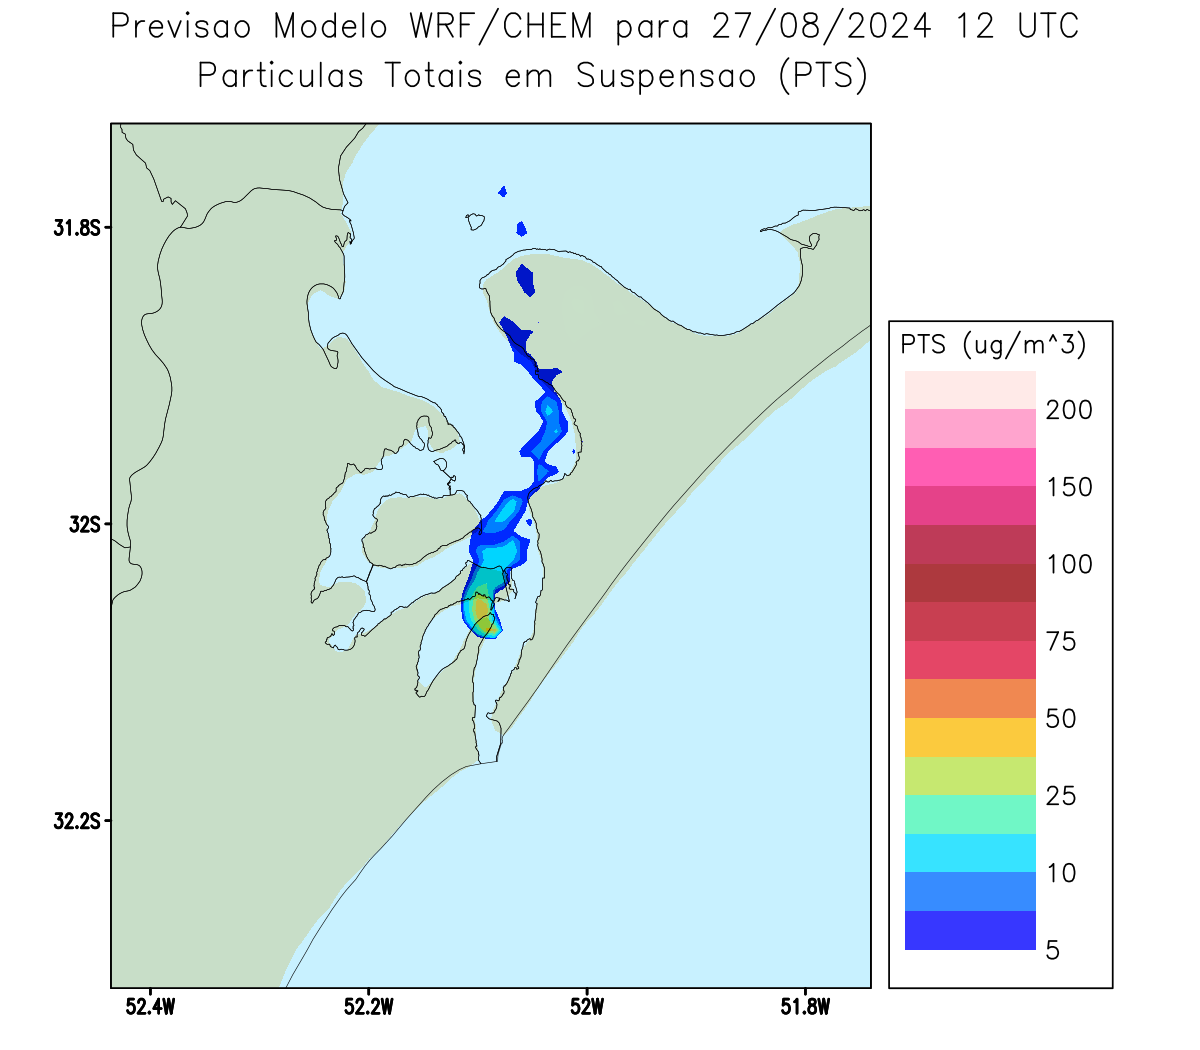 Previsao Modelo WRF/CHEM para 27/08/2024 12 UTC
Particulas Totais em Suspensao (PTS)
31.8S
32S
32.2S
52.4W
52.2W
52W
51.8W
PTS (ug/m^3)
200
150
100
75
50
25
10
5